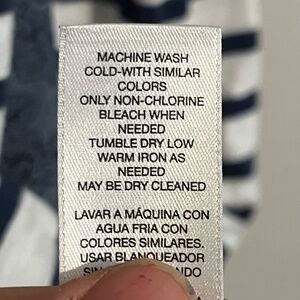 MACHINE WASH
COLD-WITH SIMILAR
COLORS
ONLY NON-CHLORINE
BLEACH WHEN
NEEDED
TUMBLE DRY LOW
WARM IRON AS
NEEDED
MAY BE DRY CLEANED
LAVAR A MÁQUINA CON
AGUA FRIA CON
COLORES SIMILARES.
USAR BLANQUEADOR
SIN